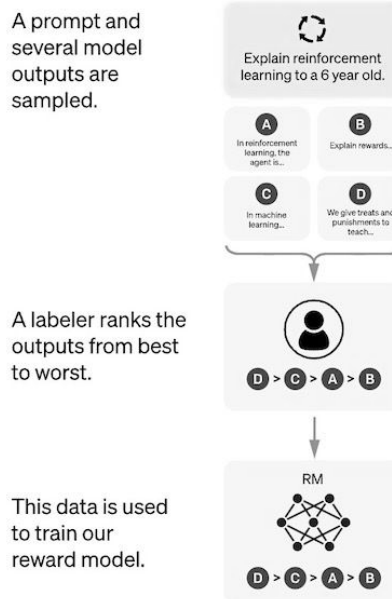 A prompt and
several model
outputs are
sampled.
Explain reinforcement
learning to a 6 year old.
A
In reinforcement
learning, the
agent is...
B
Explain rewards...
C
In machine
learning...
D
We give treats and
punishments to
teach...
A labeler ranks the
outputs from best
to worst.
D > C > A > B
This data is used
to train our
reward model.
RM
D > C > A > B